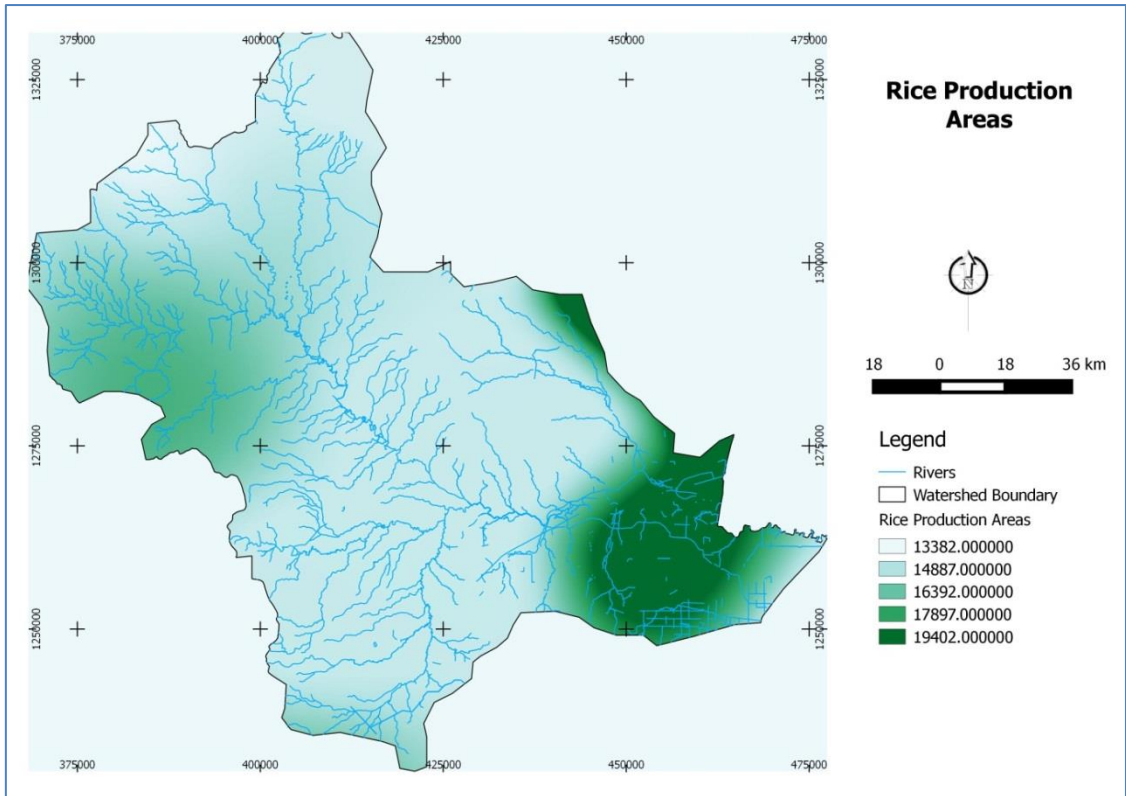 375000 400000 425000 450000 475000
1325000 1325000
1300000 1300000
1275000 1275000
1250000 1250000
375000 400000 425000 450000 475000
Rice Production
Areas
N
18 0 18 36 km
Legend
Rivers
Watershed Boundary
Rice Production Areas
13382.000000
14887.000000
16392.000000
17897.000000
19402.000000